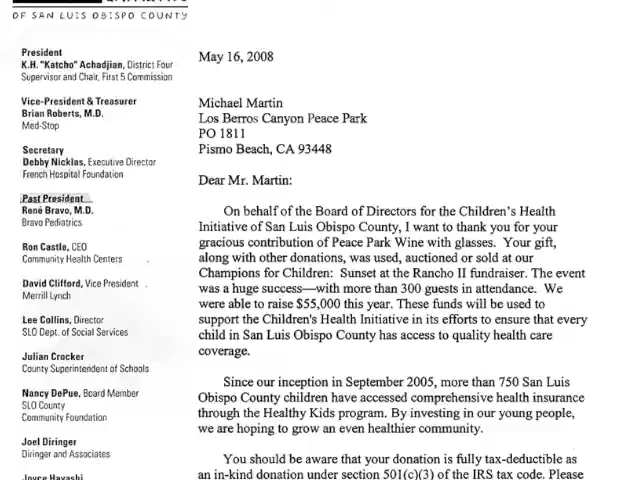 OF SAN LUIS OBISPO COUNTY
President
K.H. "Katcho" Achadjian, District Four
Supervisor and Chair, First 5 Commission
Vice-President & Treasurer
Brian Roberts, M.D.
Med-Stop
Secretary
Debby Nicklas, Executive Director
French Hospital Foundation
Past President
René Bravo, M.D.
Bravo Pediatrics
Ron Castle, CEO
Community Health Centers
David Clifford, Vice President
Merrill Lynch
Lee Collins, Director
SLO Dept. of Social Services
Julian Crocker
County Superintendent of Schools
Nancy DePue, Board Member
SLO County
Community Foundation
Joel Diringer
Diringer and Associates
Joyce Hayashi
May 16, 2008
Michael Martin
Los Berros Canyon Peace Park
PO 1811
Pismo Beach, CA 93448
Dear Mr. Martin:
On behalf of the Board of Directors for the Children's Health
Initiative of San Luis Obispo County, I want to thank you for your
gracious contribution of Peace Park Wine with glasses. Your gift,
along with other donations, was used, auctioned or sold at our
Champions for Children: Sunset at the Rancho II fundraiser. The event
was a huge success—with more than 300 guests in attendance. We
were able to raise $55,000 this year. These funds will be used to
support the Children's Health Initiative in its efforts to ensure that every
child in San Luis Obispo County has access to quality health care
coverage.
Since our inception in September 2005, more than 750 San Luis
Obispo County children have accessed comprehensive health insurance
through the Healthy Kids program. By investing in our young people,
we are hoping to grow an even healthier community.
You should be aware that your donation is fully tax-deductible as
an in-kind donation under section 501(c)(3) of the IRS tax code. Please